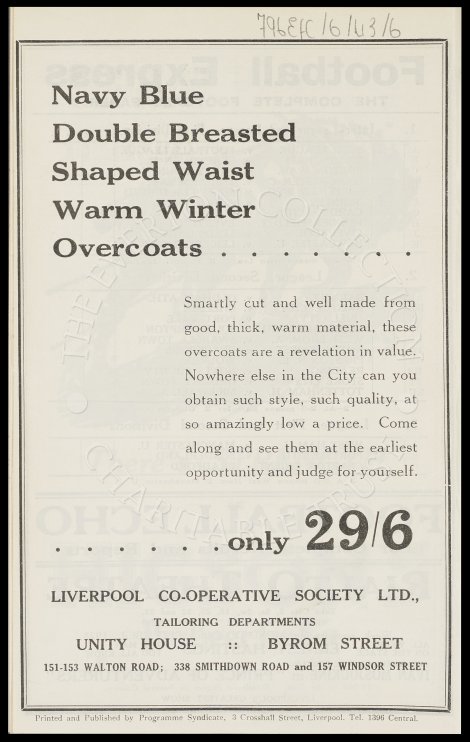 796EFC/6/43/6
Navy Blue
Double Breasted
Shaped Waist
Warm Winter
Overcoats . . . . . . .
Smartly cut and well made from
good, thick, warm material, these
overcoats are a revelation in value.
Nowhere else in the City can you
obtain such style, such quality, at
so amazingly low a price. Come
along and see them at the earliest
opportunity and judge for yourself.
. . . . . . . only 29/6
LIVERPOOL CO-OPERATIVE SOCIETY LTD.,
TAILORING DEPARTMENTS
UNITY HOUSE :: BYROM STREET
151-153 WALTON ROAD; 338 SMITHDOWN ROAD and 157 WINDSOR STREET
Printed and Published by Programme Syndicate, 3 Crosshall Street, Liverpool. Tel. 1396 Central.
THE EVERTON COLLECTION
CHARITABLE TRUST